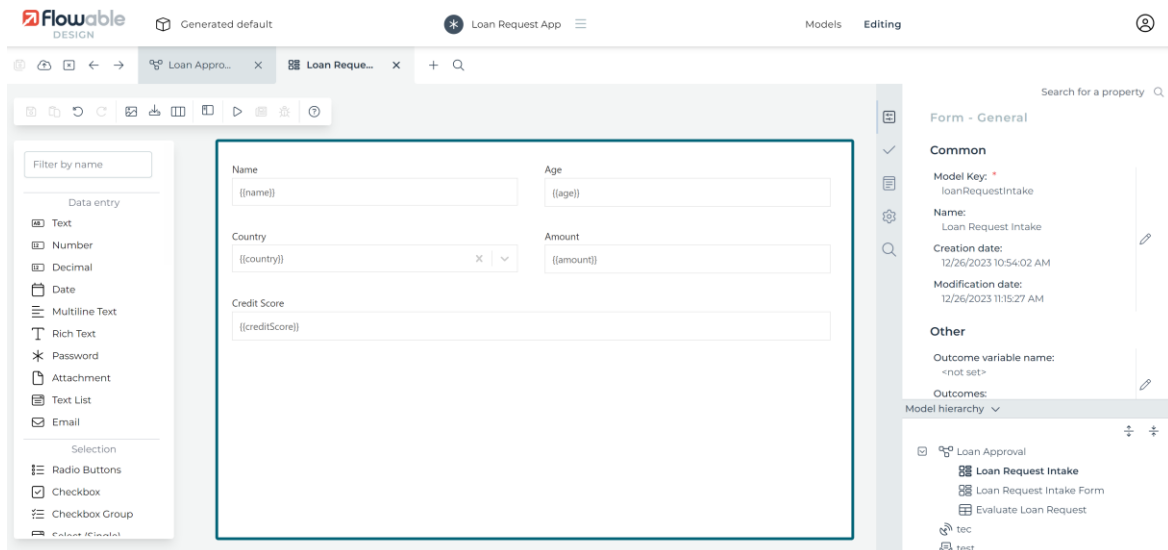 Flowable
DESIGN
Generated default
Loan Request App
Models
Editing
Loan Appro...
Loan Reque...
Search for a property
Filter by name
Data entry
Text
Number
Decimal
Date
Multiline Text
Rich Text
Password
Attachment
Text List
Email
Selection
Radio Buttons
Checkbox
Checkbox Group
Select (Single)
Name
{{name}}
Age
{{age}}
Country
{{country}}
Amount
{{amount}}
Credit Score
{{creditScore}}
Form - General
Common
Model Key: *
loanRequestIntake
Name:
Loan Request Intake
Creation date:
12/26/2023 10:54:02 AM
Modification date:
12/26/2023 11:15:27 AM
Other
Outcome variable name:
<not set>
Outcomes:
Model hierarchy
Loan Approval
Loan Request Intake
Loan Request Intake Form
Evaluate Loan Request
tec
test